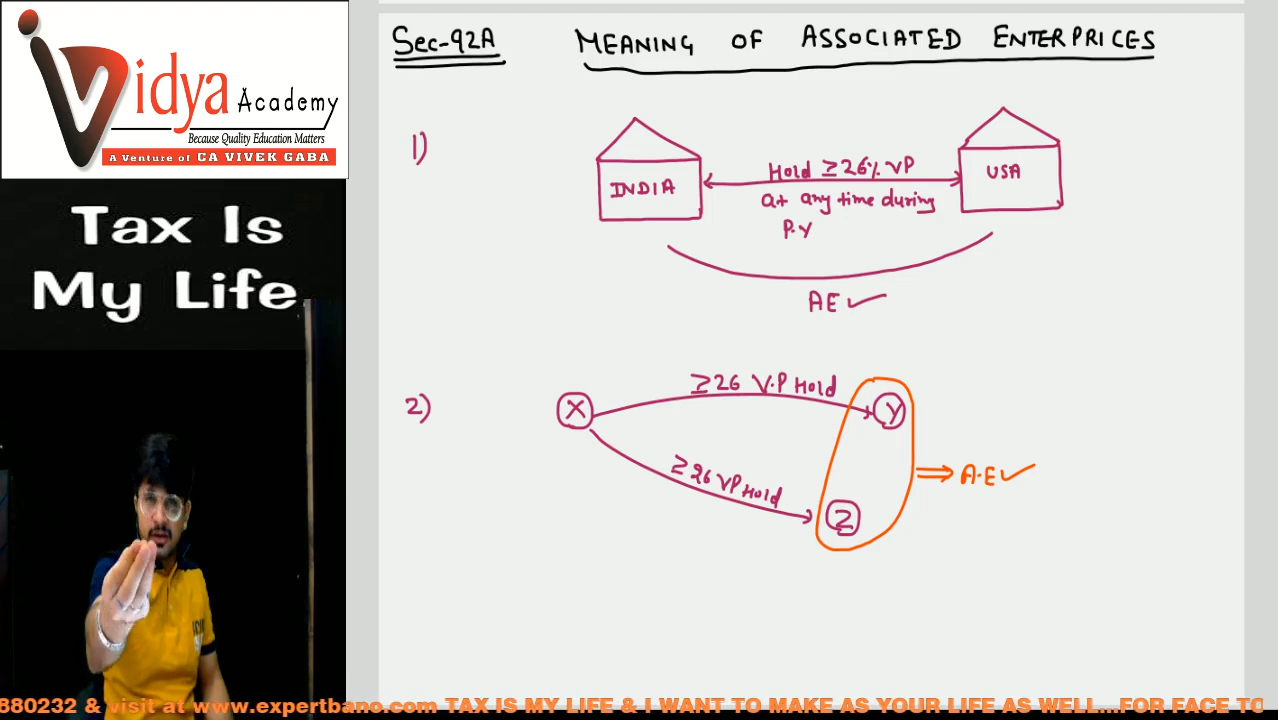 Vidya
Academy
Because Quality Education Matters
A Venture of CA VIVEK GABA
Tax Is
My Life
Sec-92A MEANING OF ASSOCIATED ENTERPRICES
1)
INDIA
Hold ≥26% VP
at any time during
P.Y
USA
AE ✓
2)
X
≥26 V.P Hold
Y
≥26 VP Hold
Z
⇒ A.E ✓
880232 & visit at www.expertbano.com TAX IS MY LIFE & I WANT TO MAKE AS YOUR LIFE AS WELL...FOR FACE TO